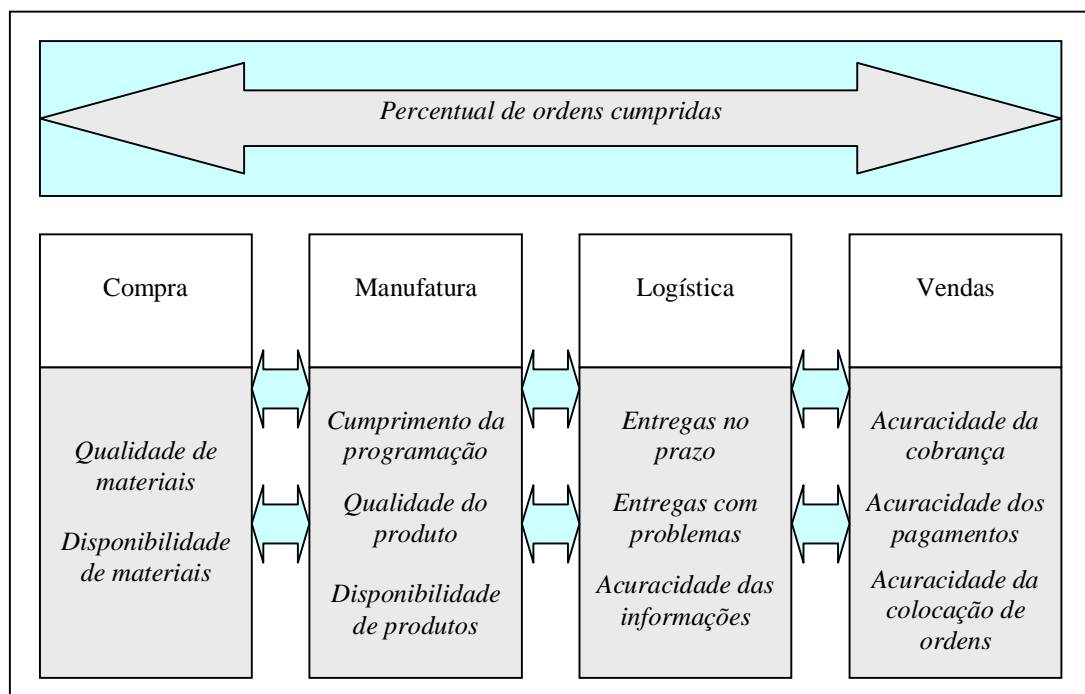 Percentual de ordens cumpridas
Compra
Qualidade de
materiais
Disponibilidade
de materiais
Manufatura
Cumprimento da
programação
Qualidade do
produto
Disponibilidade
de produtos
Logística
Entregas no
prazo
Entregas com
problemas
Acuracidade das
informações
Vendas
Acuracidade da
cobrança
Acuracidade dos
pagamentos
Acuracidade da
colocação de
ordens